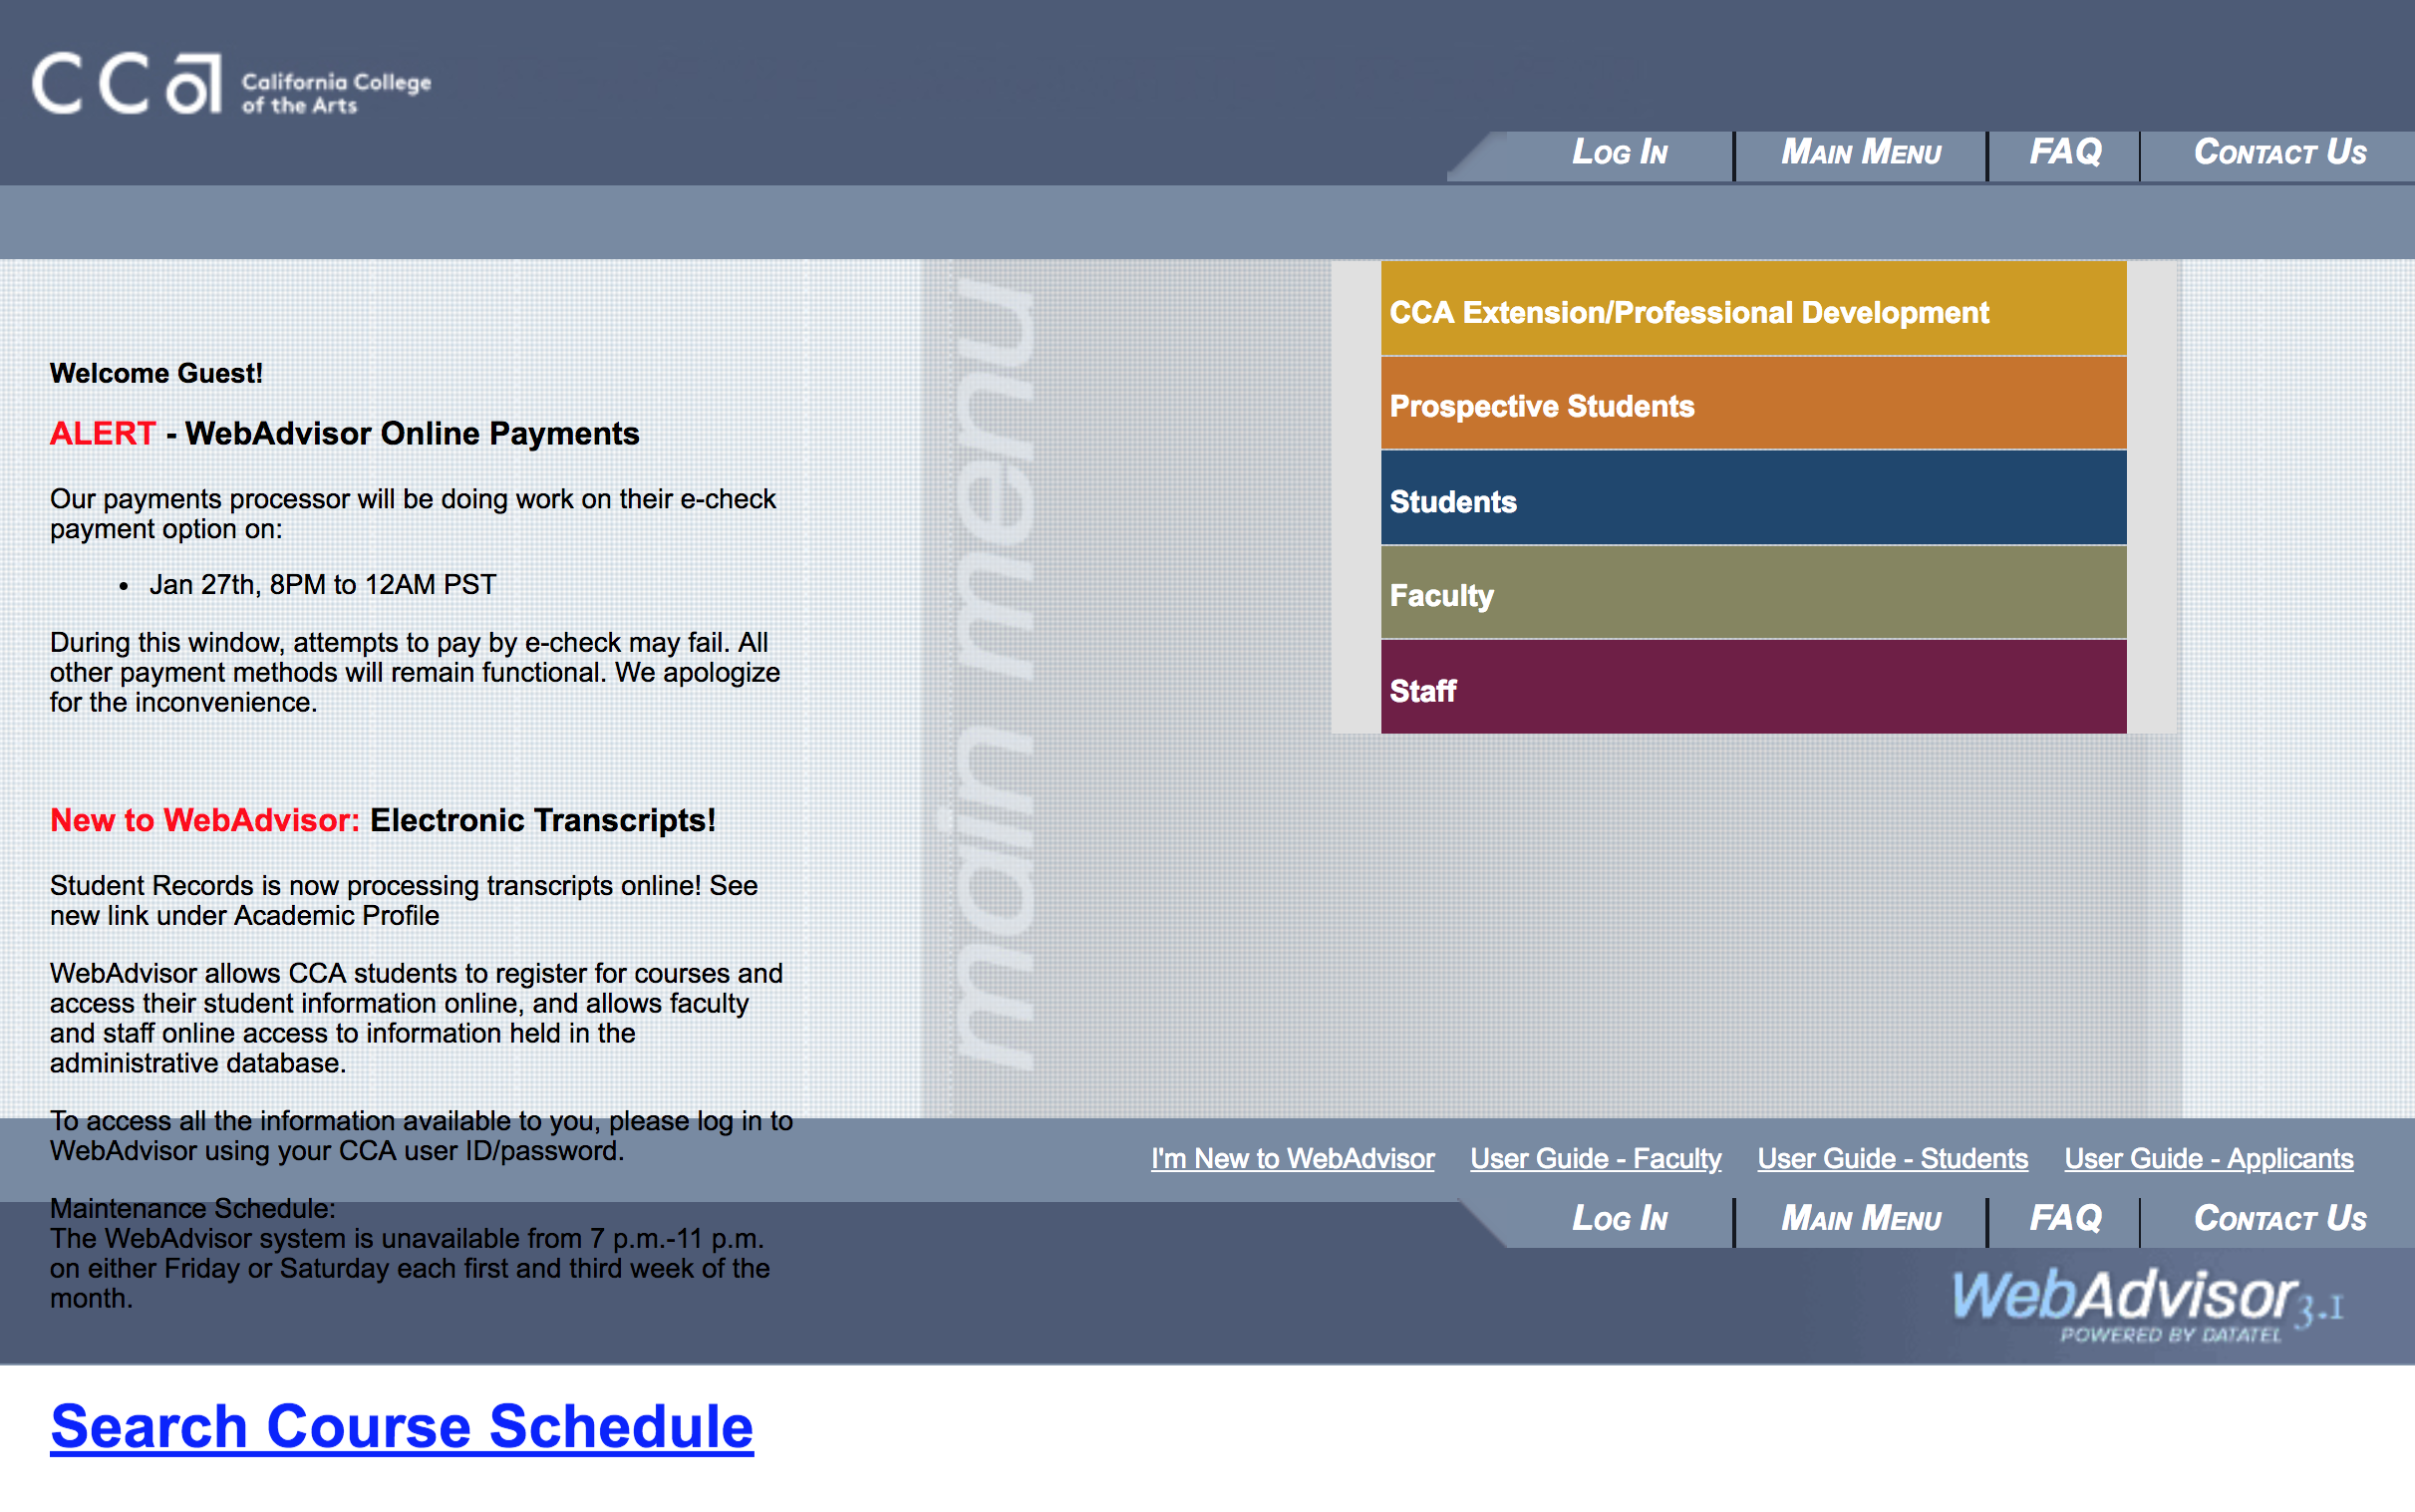 CCa California College
of the Arts
Log In Main Menu FAQ Contact Us
Welcome Guest!
ALERT - WebAdvisor Online Payments
Our payments processor will be doing work on their e-check
payment option on:
• Jan 27th, 8PM to 12AM PST
During this window, attempts to pay by e-check may fail. All
other payment methods will remain functional. We apologize
for the inconvenience.
New to WebAdvisor: Electronic Transcripts!
Student Records is now processing transcripts online! See
new link under Academic Profile
WebAdvisor allows CCA students to register for courses and
access their student information online, and allows faculty
and staff online access to information held in the
administrative database.
To access all the information available to you, please log in to
WebAdvisor using your CCA user ID/password.
Maintenance Schedule:
The WebAdvisor system is unavailable from 7 p.m.-11 p.m.
on either Friday or Saturday each first and third week of the
month.
Search Course Schedule
main menu
CCA Extension/Professional Development
Prospective Students
Students
Faculty
Staff
I'm New to WebAdvisor User Guide - Faculty User Guide - Students User Guide - Applicants
Log In Main Menu FAQ Contact Us
WebAdvisor 3.1
POWERED BY DATATEL